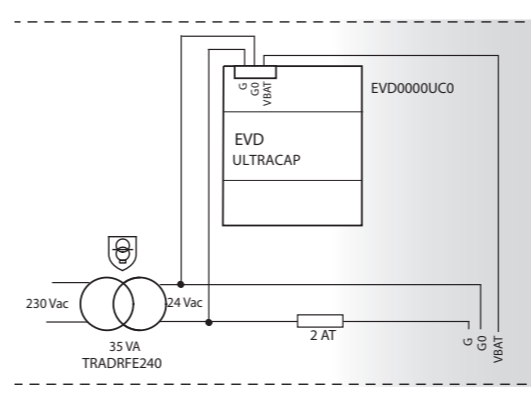 EVD0000UC0
G
G0
VBAT
EVD
ULTRACAP
230 Vac
24 Vac
35 VA
TRADRFE240
2 AT
G
G0
VBAT